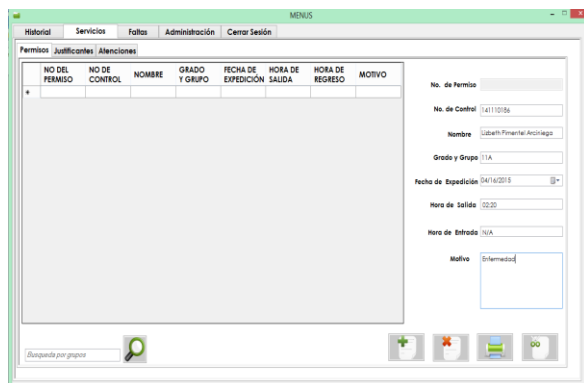 MENUS
Historial Servicios Faltas Administración Cerrar Sesión
Permisos Justificantes Atenciones
NO DEL PERMISO NO DE CONTROL NOMBRE GRADO Y GRUPO FECHA DE EXPEDICIÓN HORA DE SALIDA HORA DE REGRESO MOTIVO
No. de Permiso
No. de Control 141110186
Nombre Lizbeth Pimentel Arciniega
Grado y Grupo 11A
Fecha de Expedición 04/16/2015
Hora de Salida 02:20
Hora de Entrada N/A
Motivo Enfermedad
Busqueda por grupos